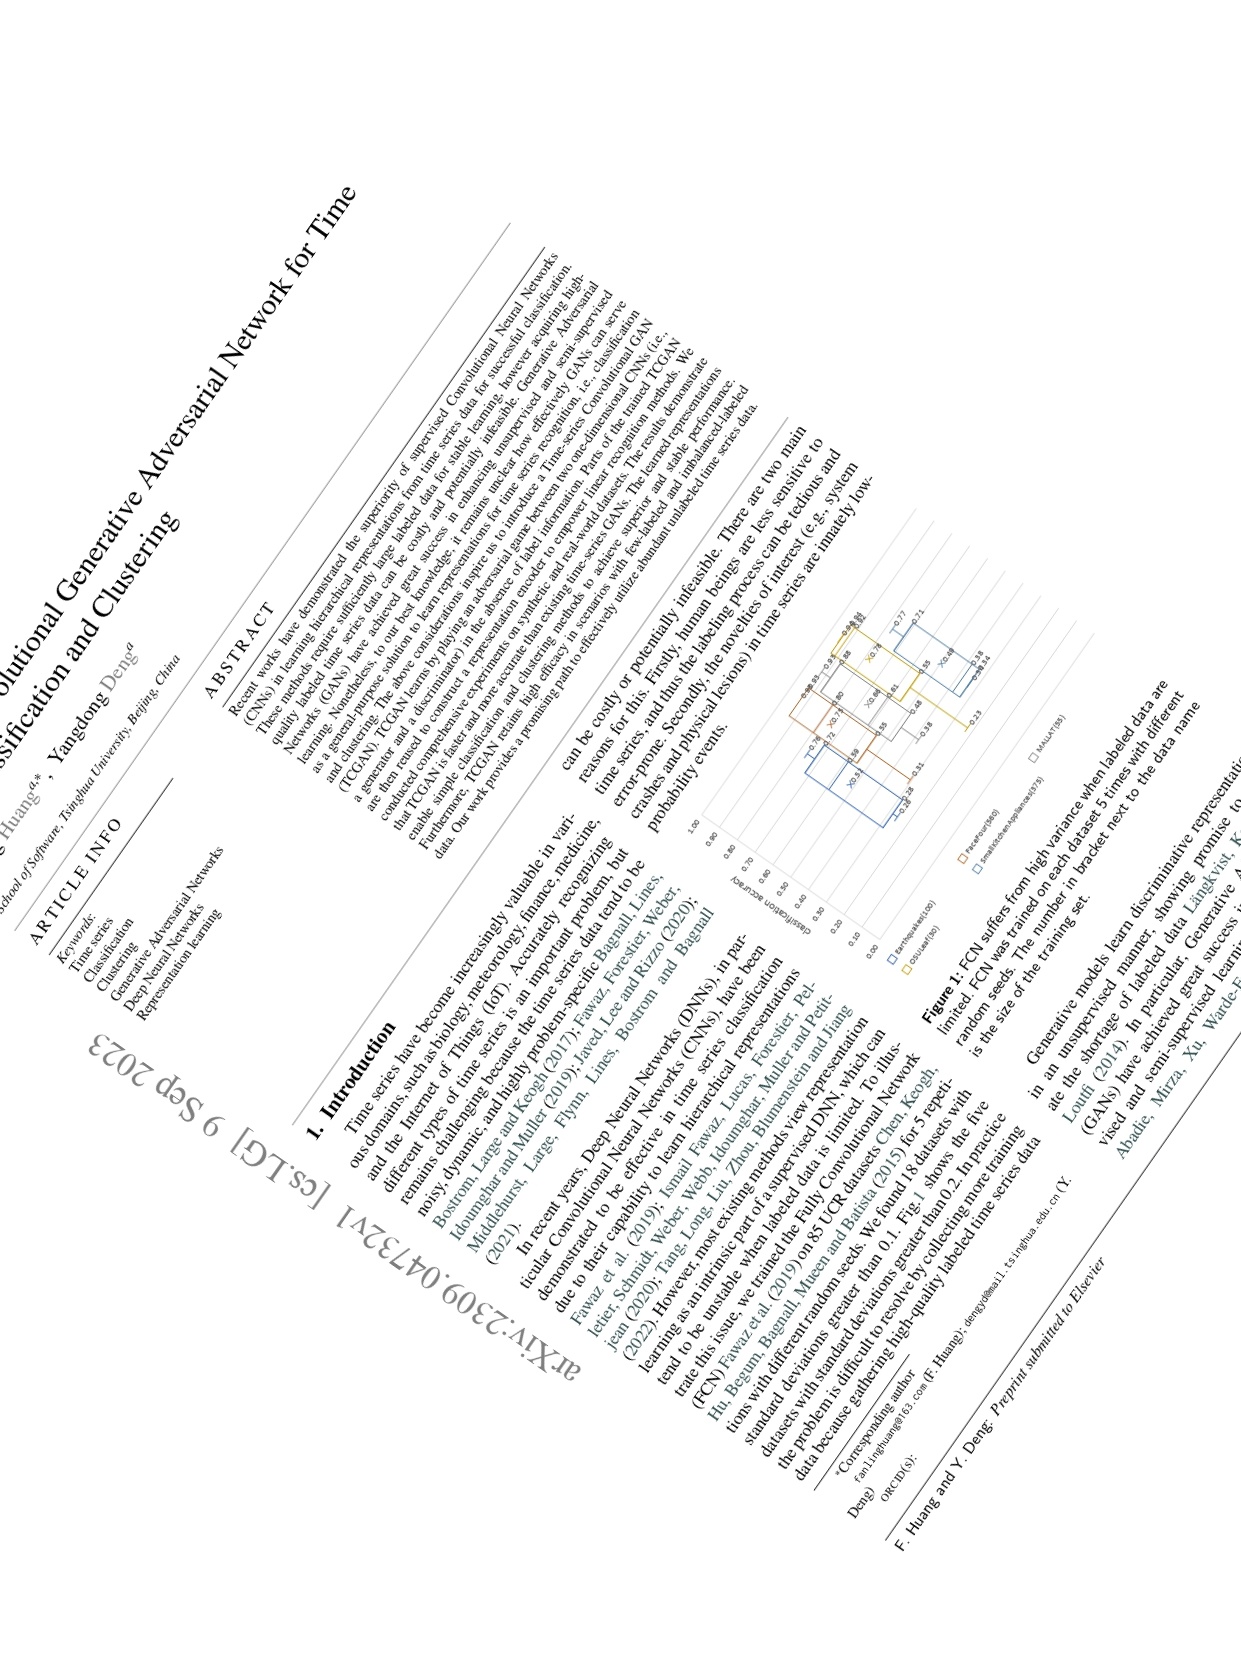 olutional Generative Adversarial Network for Time
ssification and Clustering
Huang a,*, Yangdong Deng a
School of Software, Tsinghua University, Beijing, China
ARTICLE INFO
Keywords:
Time series
Classification
Clustering
Generative Adversarial Networks
Deep Neural Networks
Representation learning
ABSTRACT
Recent works have demonstrated the superiority of supervised Convolutional Neural Networks
(CNNs) in learning hierarchical representations from time series data for successful classification.
These methods require sufficiently large labeled data for stable learning, however acquiring high-
quality labeled time series data can be costly and potentially infeasible. Generative Adversarial
Networks (GANs) have achieved great success in enhancing unsupervised and semi-supervised
learning. Nonetheless, to our best knowledge, it remains unclear how effectively GANs can serve
as a general-purpose solution to learn representations for time series recognition, i.e., classification
and clustering. The above considerations inspire us to introduce a Time-series Convolutional GAN
(TCGAN). TCGAN learns by playing an adversarial game between two one-dimensional CNNs (i.e.,
a generator and a discriminator) in the absence of label information. Parts of the trained TCGAN
are then reused to construct a representation encoder to empower linear recognition methods. We
conducted comprehensive experiments on synthetic and real-world datasets. The results demonstrate
that TCGAN is faster and more accurate than existing time-series GANs. The learned representations
enable simple classification and clustering methods to achieve superior and stable performance.
Furthermore, TCGAN retains high efficacy in scenarios with few-labeled and imbalanced-labeled
data. Our work provides a promising path to effectively utilize abundant unlabeled time series data.
arXiv:2309.04732v1 [cs.LG] 9 Sep 2023
1. Introduction
Time series have become increasingly valuable in vari-
ous domains, such as biology, meteorology, finance, medicine,
and the Internet of Things (IoT). Accurately recognizing
different types of time series is an important problem, but
remains challenging because the time series data tend to be
noisy, dynamic, and highly problem-specific Bagnall, Lines,
Bostrom, Large and Keogh (2017); Fawaz, Forestier, Weber,
Idoumghar and Muller (2019); Javed, Lee and Rizzo (2020);
Middlehurst, Large, Flynn, Lines, Bostrom and Bagnall
(2021).
In recent years, Deep Neural Networks (DNNs), in par-
ticular Convolutional Neural Networks (CNNs), have been
demonstrated to be effective in time series classification
due to their capability to learn hierarchical representations
Fawaz et al. (2019); Ismail Fawaz, Lucas, Forestier, Pel-
letier, Schmidt, Weber, Webb, Idoumghar, Muller and Petit-
jean (2020); Tang, Long, Liu, Zhou, Blumenstein and Jiang
(2022). However, most existing methods view representation
learning as an intrinsic part of a supervised DNN, which can
tend to be unstable when labeled data is limited. To illus-
trate this issue, we trained the Fully Convolutional Network
(FCN) Fawaz et al. (2019) on 85 UCR datasets Chen, Keogh,
Hu, Begum, Bagnall, Mueen and Batista (2015) for 5 repeti-
tions with different random seeds. We found 18 datasets with
standard deviations greater than 0.1. Fig.1 shows the five
datasets with standard deviations greater than 0.2. In practice
the problem is difficult to resolve by collecting more training
data because gathering high-quality labeled time series data
*Corresponding author
fanlinghuang@163.com (F. Huang); dengyd@mail.tsinghua.edu.cn (Y.
Deng)
ORCID(s):
can be costly or potentially infeasible. There are two main
reasons for this. Firstly, human beings are less sensitive to
time series, and thus the labeling process can be tedious and
error-prone. Secondly, the novelties of interest (e.g., system
crashes and physical lesions) in time series are innately low-
probability events.
1.00
0.90
0.80
0.70
0.60
0.50
0.40
0.30
0.20
0.10
0.00
Classification accuracy
Earthquakes(100)
FaceFour(560)
MALLAT(55)
OSULeaf(30)
SmallKitchenAppliances(375)
Figure 1: FCN suffers from high variance when labeled data are
limited. FCN was trained on each dataset 5 times with different
random seeds. The number in bracket next to the data name
is the size of the training set.
Generative models learn discriminative representati
in an unsupervised manner, showing promise to
ate the shortage of labeled data Längkvist, K
Loutfi (2014). In particular, Generative A
(GANs) have achieved great success i
vised and semi-supervised learni
Abadie, Mirza, Xu, Warde-F
F. Huang and Y. Deng: Preprint submitted to Elsevier